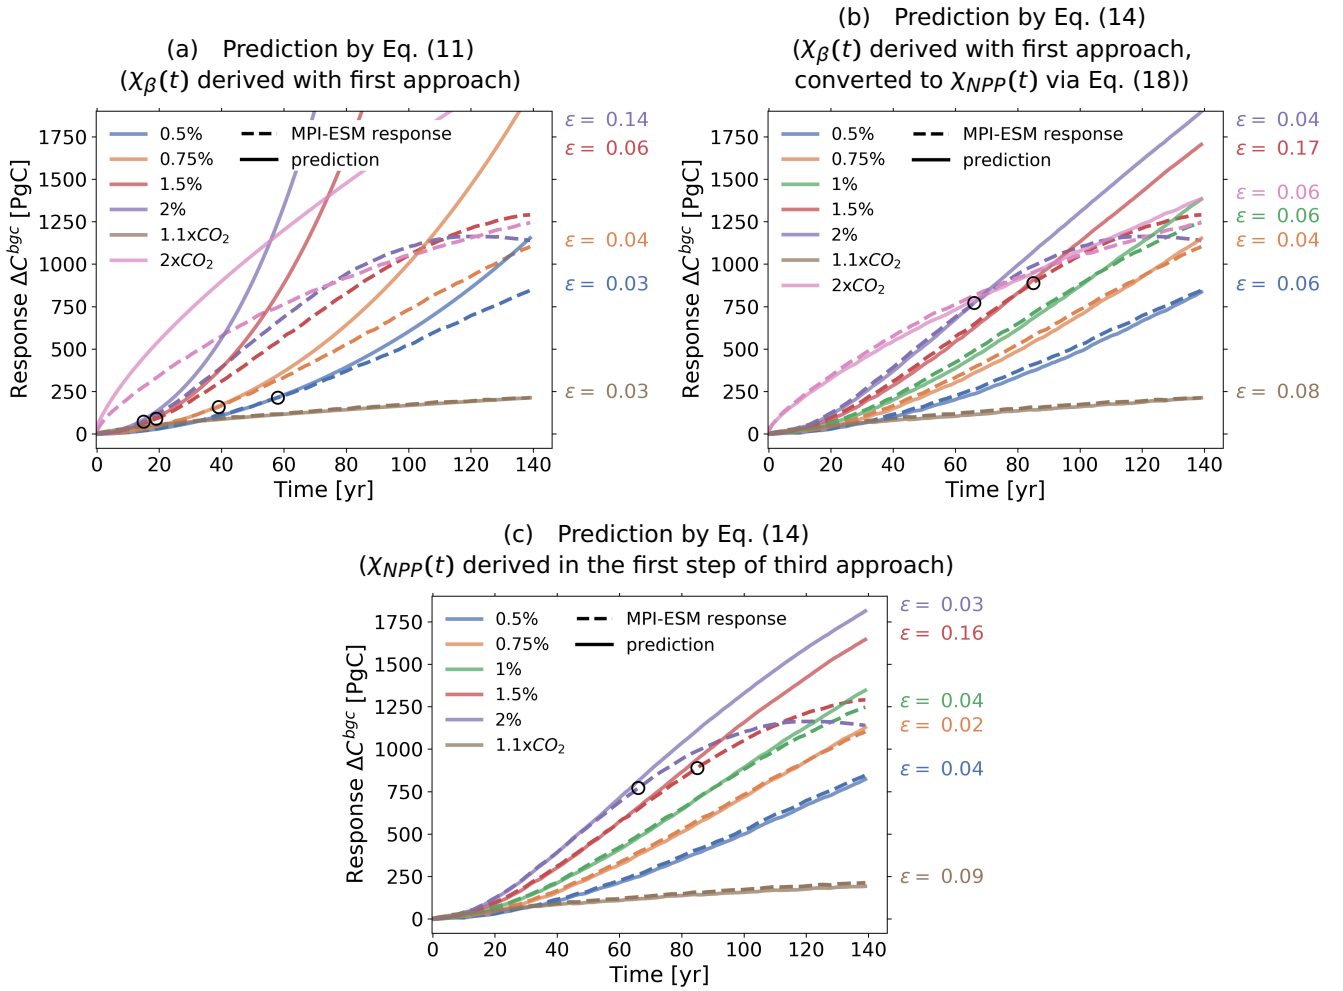 (a) Prediction by Eq. (11)
(χβ(t) derived with first approach)
Response ΔC^bgc [PgC]
1750
1500
1250
1000
750
500
250
0
0.5%
0.75%
1.5%
2%
1.1xCO₂
2xCO₂
MPI-ESM response
prediction
ε = 0.14
ε = 0.06
ε = 0.04
ε = 0.03
ε = 0.03
0 20 40 60 80 100 120 140
Time [yr]
(b) Prediction by Eq. (14)
(χβ(t) derived with first approach,
converted to χNPP(t) via Eq. (18))
Response ΔC^bgc [PgC]
1750
1500
1250
1000
750
500
250
0
0.5%
0.75%
1%
1.5%
2%
1.1xCO₂
2xCO₂
MPI-ESM response
prediction
ε = 0.04
ε = 0.17
ε = 0.06
ε = 0.06
ε = 0.04
ε = 0.06
ε = 0.08
0 20 40 60 80 100 120 140
Time [yr]
(c) Prediction by Eq. (14)
(χNPP(t) derived in the first step of third approach)
Response ΔC^bgc [PgC]
1750
1500
1250
1000
750
500
250
0
0.5%
0.75%
1%
1.5%
2%
1.1xCO₂
MPI-ESM response
prediction
ε = 0.03
ε = 0.16
ε = 0.04
ε = 0.02
ε = 0.04
ε = 0.09
0 20 40 60 80 100 120 140
Time [yr]